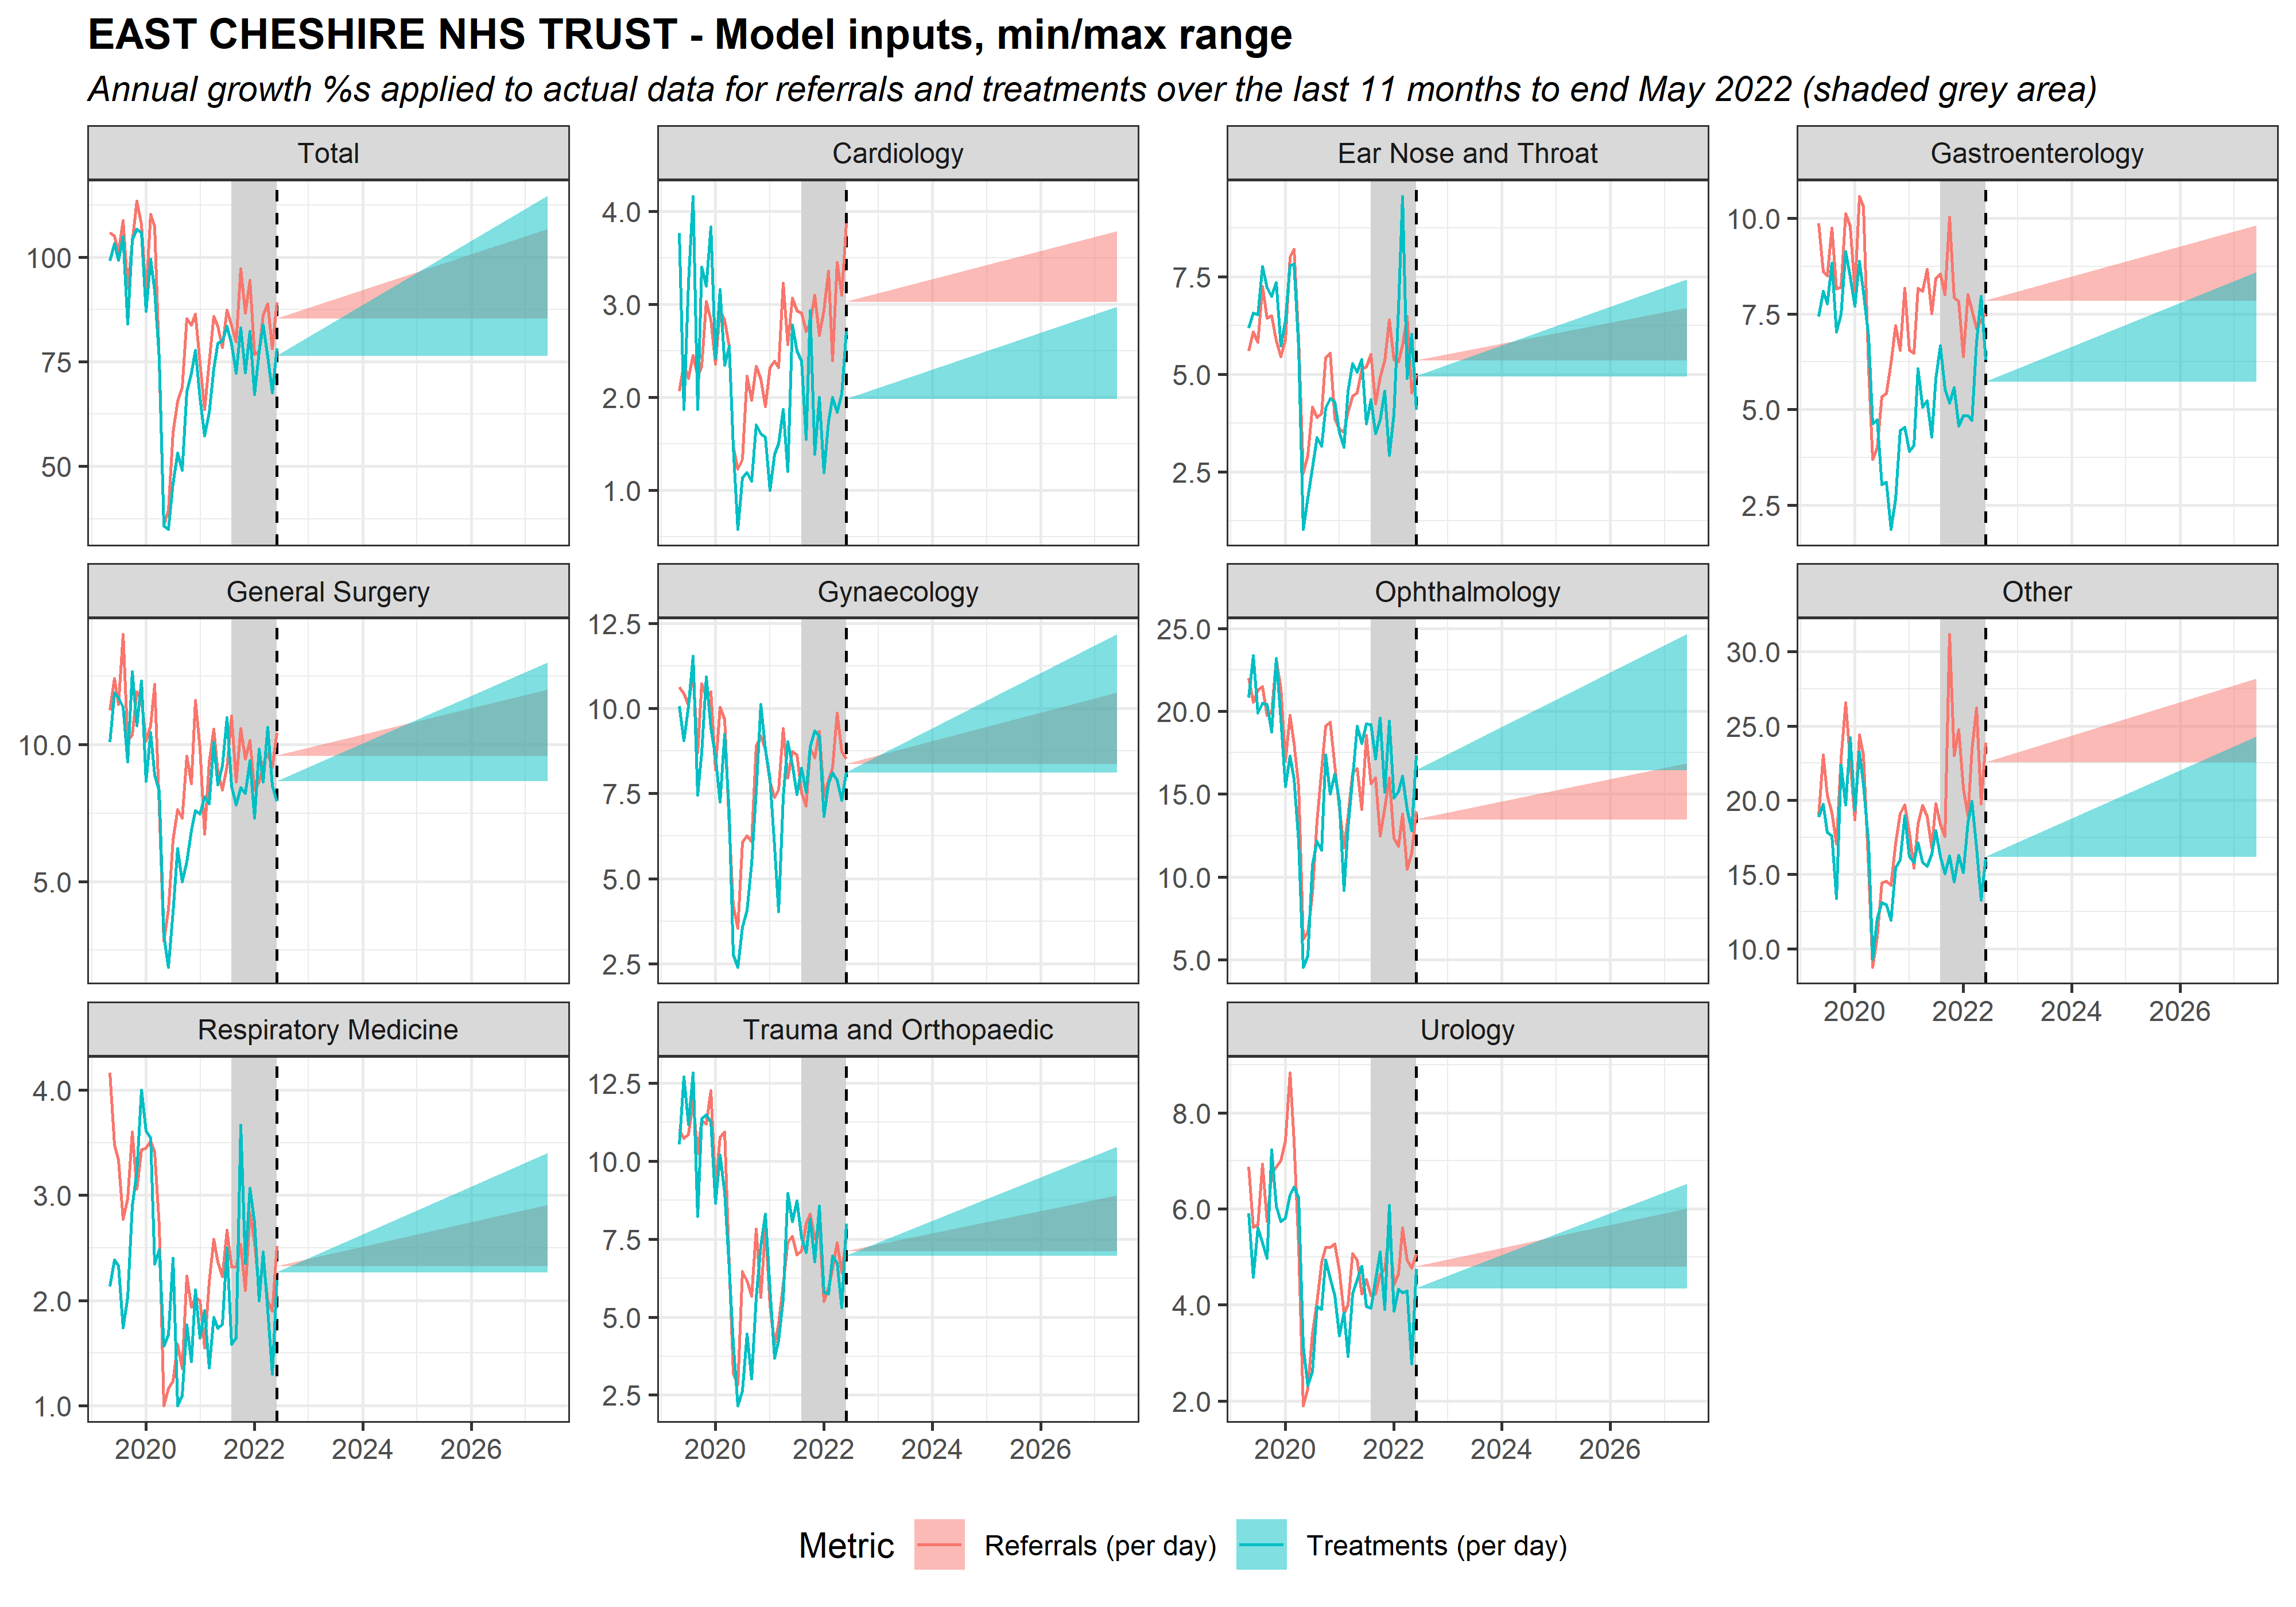 EAST CHESHIRE NHS TRUST - Model inputs, min/max range
Annual growth %s applied to actual data for referrals and treatments over the last 11 months to end May 2022 (shaded grey area)
Total
Cardiology
Ear Nose and Throat
Gastroenterology
100
75
50
4.0
3.0
2.0
1.0
7.5
5.0
2.5
10.0
7.5
5.0
2.5
General Surgery
Gynaecology
Ophthalmology
Other
10.0
5.0
12.5
10.0
7.5
5.0
2.5
25.0
20.0
15.0
10.0
5.0
30.0
25.0
20.0
15.0
10.0
2020 2022 2024 2026
Respiratory Medicine
Trauma and Orthopaedic
Urology
4.0
3.0
2.0
1.0
12.5
10.0
7.5
5.0
2.5
8.0
6.0
4.0
2.0
2020 2022 2024 2026
2020 2022 2024 2026
2020 2022 2024 2026
Metric Referrals (per day) Treatments (per day)